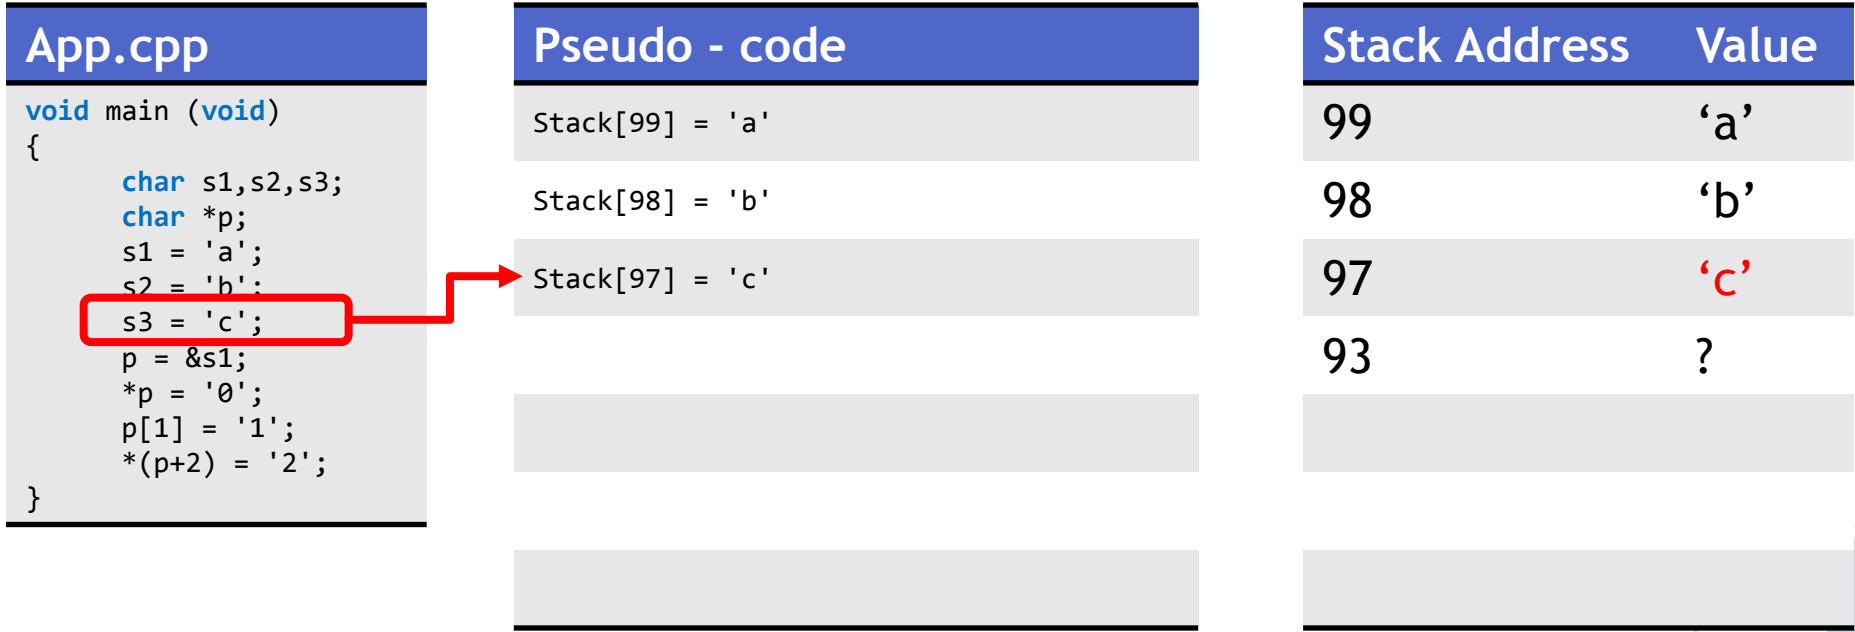 App.cpp
void main (void)
{
char s1,s2,s3;
char *p;
s1 = 'a';
s2 = 'b';
s3 = 'c';
p = &s1;
*p = '0';
p[1] = '1';
*(p+2) = '2';
}
Pseudo - code
Stack[99] = 'a'
Stack[98] = 'b'
Stack[97] = 'c'
Stack Address Value
99 ‘a’
98 ‘b’
97 ‘c’
93 ?